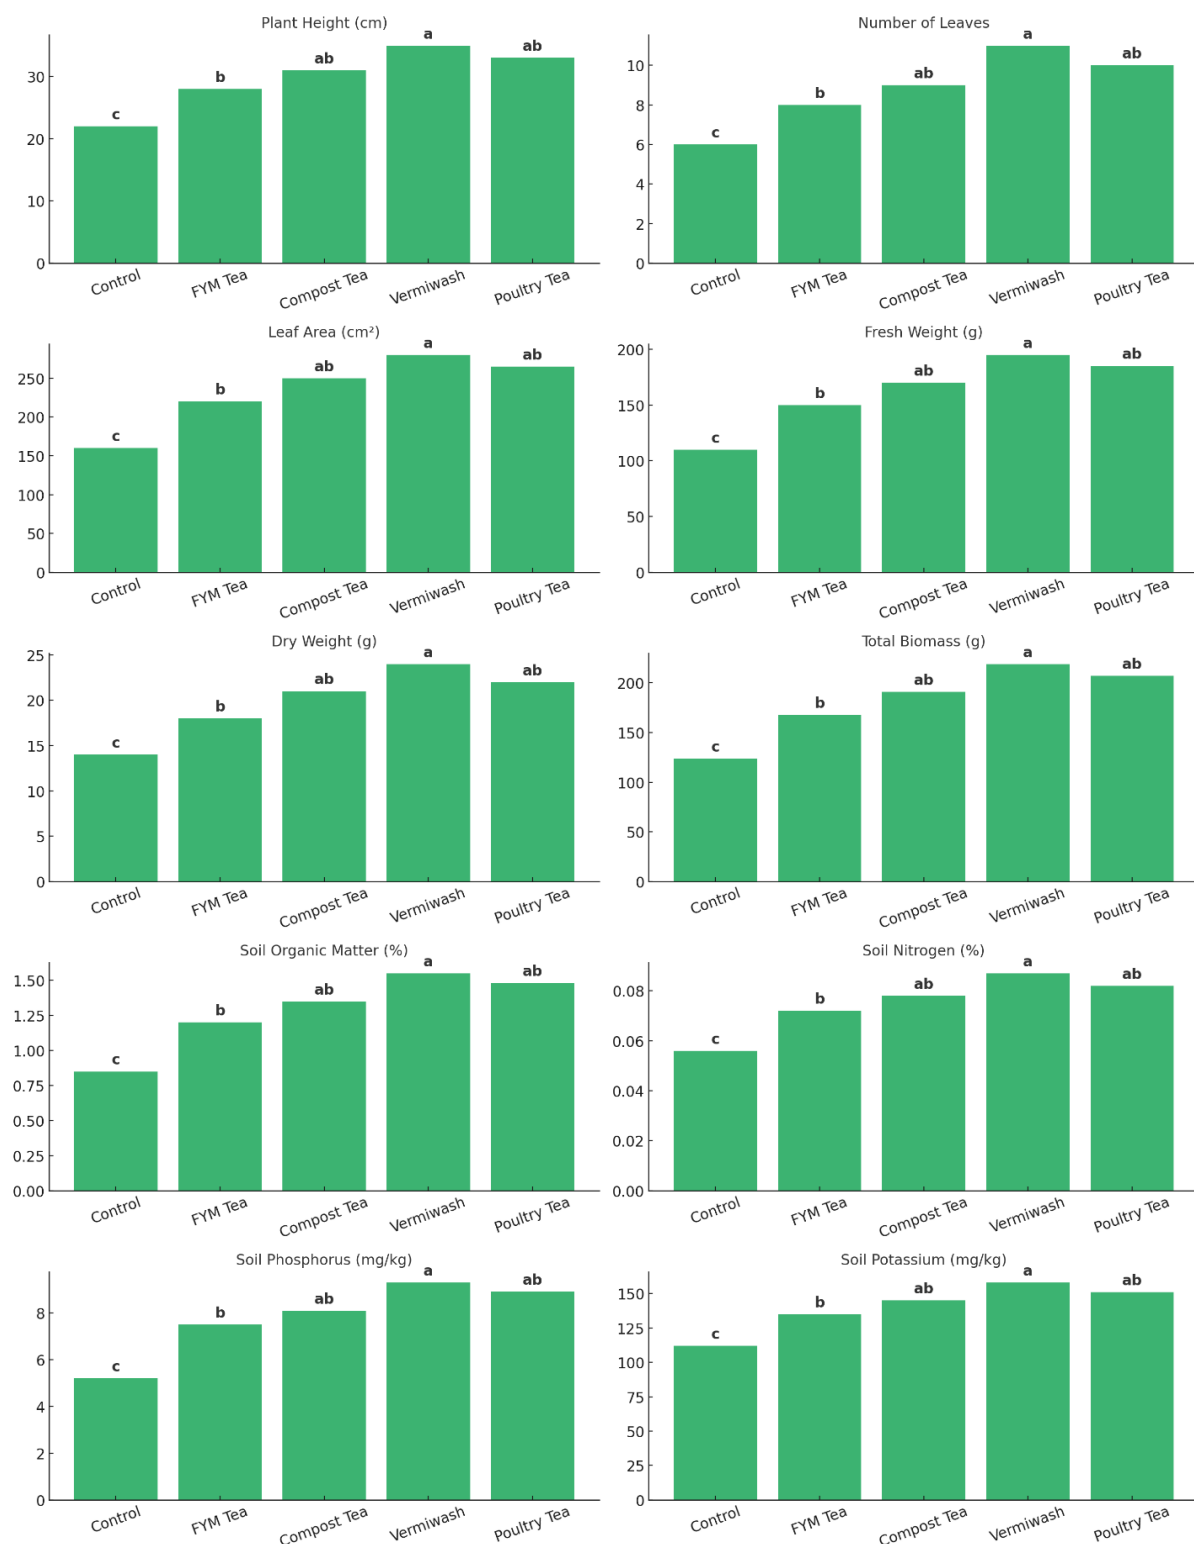 Plant Height (cm)
30
20
10
0
c
b
ab
a
ab
Control
FYM Tea
Compost Tea
Vermiwash
Poultry Tea
Number of Leaves
10
8
6
4
2
0
c
b
ab
a
ab
Control
FYM Tea
Compost Tea
Vermiwash
Poultry Tea
Leaf Area (cm²)
250
200
150
100
50
0
c
b
ab
a
ab
Control
FYM Tea
Compost Tea
Vermiwash
Poultry Tea
Fresh Weight (g)
200
150
100
50
0
c
b
ab
a
ab
Control
FYM Tea
Compost Tea
Vermiwash
Poultry Tea
Dry Weight (g)
25
20
15
10
5
0
c
b
ab
a
ab
Control
FYM Tea
Compost Tea
Vermiwash
Poultry Tea
Total Biomass (g)
200
150
100
50
0
c
b
ab
a
ab
Control
FYM Tea
Compost Tea
Vermiwash
Poultry Tea
Soil Organic Matter (%)
1.50
1.25
1.00
0.75
0.50
0.25
0.00
c
b
ab
a
ab
Control
FYM Tea
Compost Tea
Vermiwash
Poultry Tea
Soil Nitrogen (%)
0.08
0.06
0.04
0.02
0.00
c
b
ab
a
ab
Control
FYM Tea
Compost Tea
Vermiwash
Poultry Tea
Soil Phosphorus (mg/kg)
8
6
4
2
0
c
b
ab
a
ab
Control
FYM Tea
Compost Tea
Vermiwash
Poultry Tea
Soil Potassium (mg/kg)
150
125
100
75
50
25
0
c
b
ab
a
ab
Control
FYM Tea
Compost Tea
Vermiwash
Poultry Tea